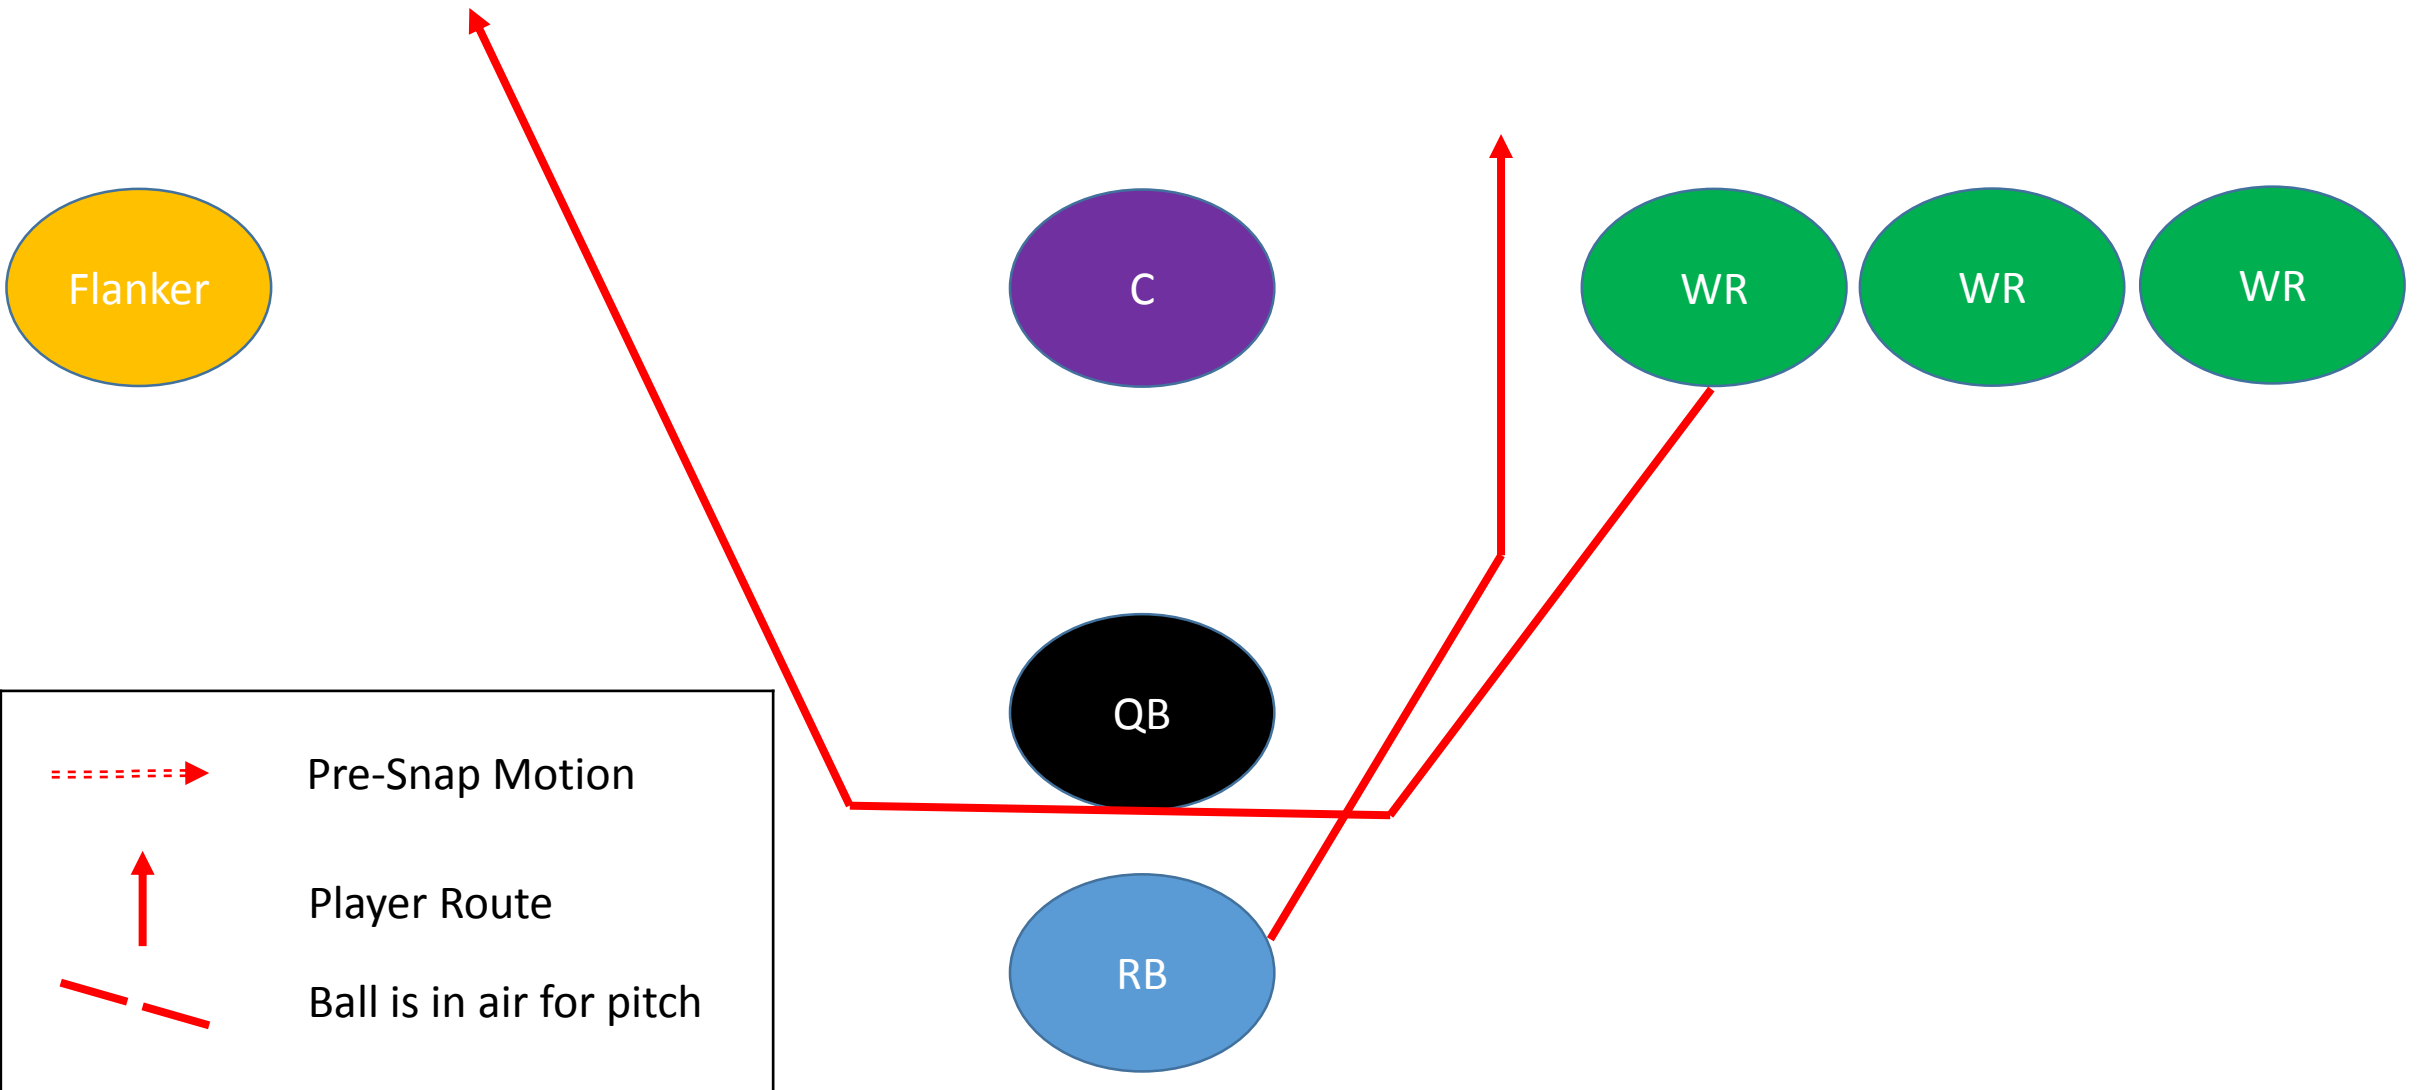 Flanker
C
WR
WR
WR
QB
RB
Pre-Snap Motion
Player Route
Ball is in air for pitch